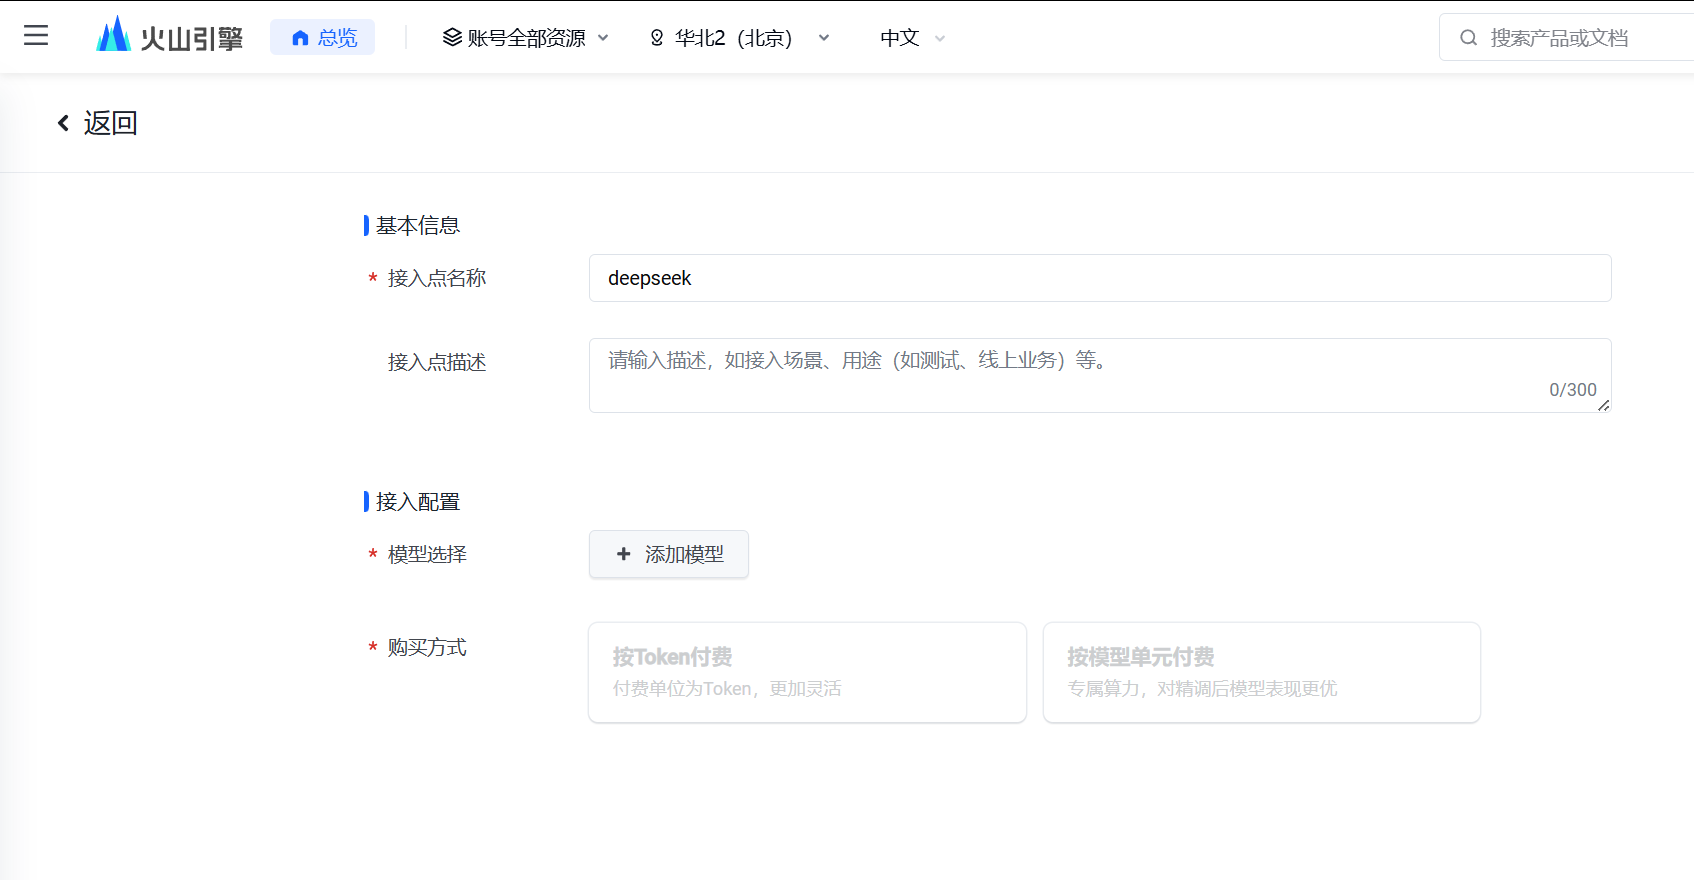 火山引擎 总览 账号全部资源 华北2（北京） 中文 搜索产品或文档
返回
基本信息
* 接入点名称 deepseek
接入点描述 请输入描述，如接入场景、用途（如测试、线上业务）等。
0/300
接入配置
* 模型选择 + 添加模型
* 购买方式 按Token付费 按模型单元付费
付费单位为Token，更加灵活 专属算力，对精调后模型表现更优